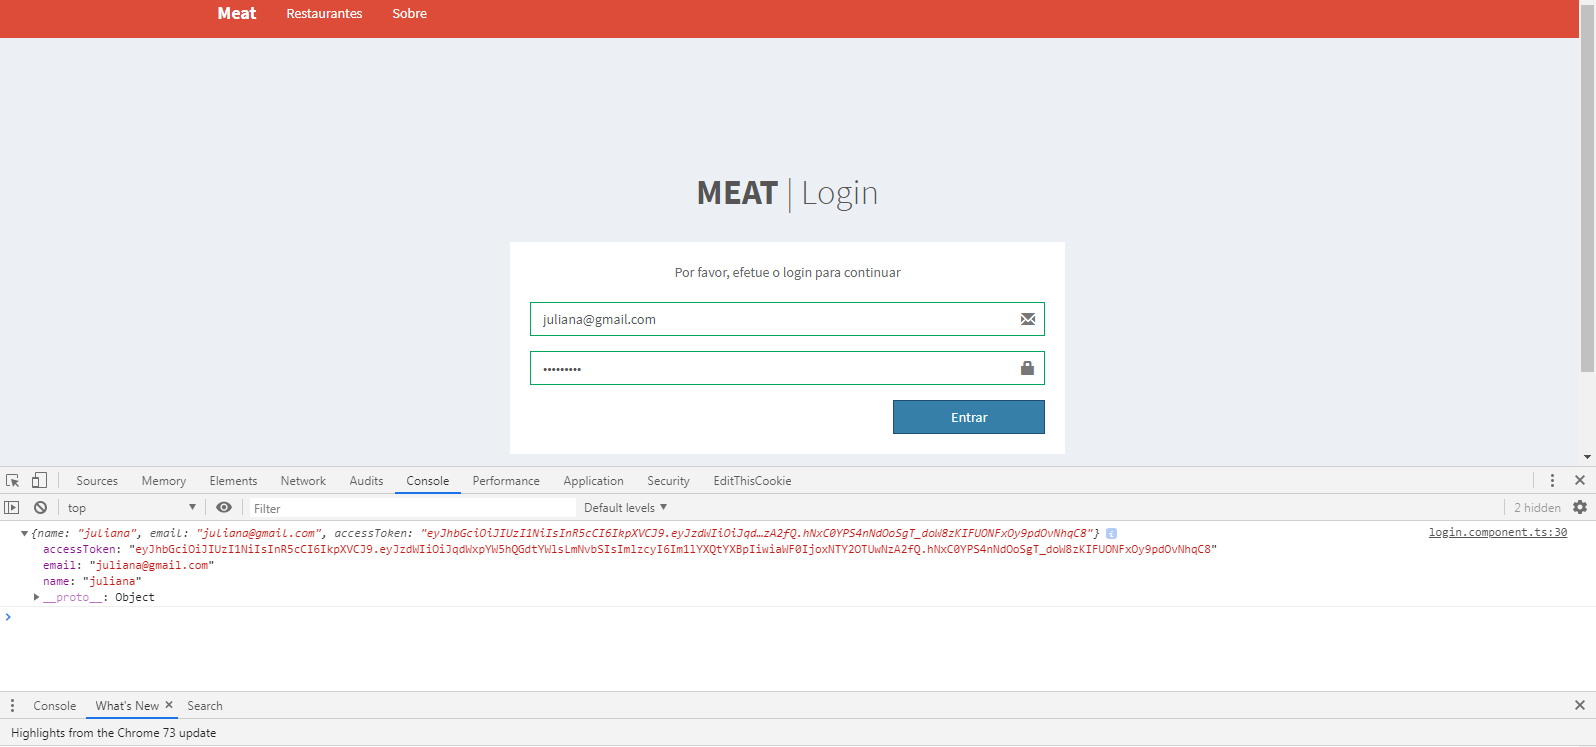 Meat Restaurantes Sobre
MEAT | Login
Por favor, efetue o login para continuar
juliana@gmail.com
•••••••••
Entrar
Sources Memory Elements Network Audits Console Performance Application Security EditThisCookie
top Filter Default levels 2 hidden
{name: "juliana", email: "juliana@gmail.com", accessToken: "eyJhbGciOiJIUzI1NiIsInR5cCI6IkpXVCJ9.eyJzdWIiOiJqd…zA2fQ.hNxC0YPS4nNdOoSgT_doW8zKIFUONFxOy9pdOvNhqC8"} login.component.ts:30
accessToken: "eyJhbGciOiJIUzI1NiIsInR5cCI6IkpXVCJ9.eyJzdWIiOiJqdWxpYW5hQGdtYWlsLmNvbSIsImlzcyI6Im1lYXQtYXBpIiwiaWF0IjoxNTY2OTUwNzA2fQ.hNxC0YPS4nNdOoSgT_doW8zKIFUONFxOy9pdOvNhqC8"
email: "juliana@gmail.com"
name: "juliana"
__proto__: Object
Console What's New Search
Highlights from the Chrome 73 update